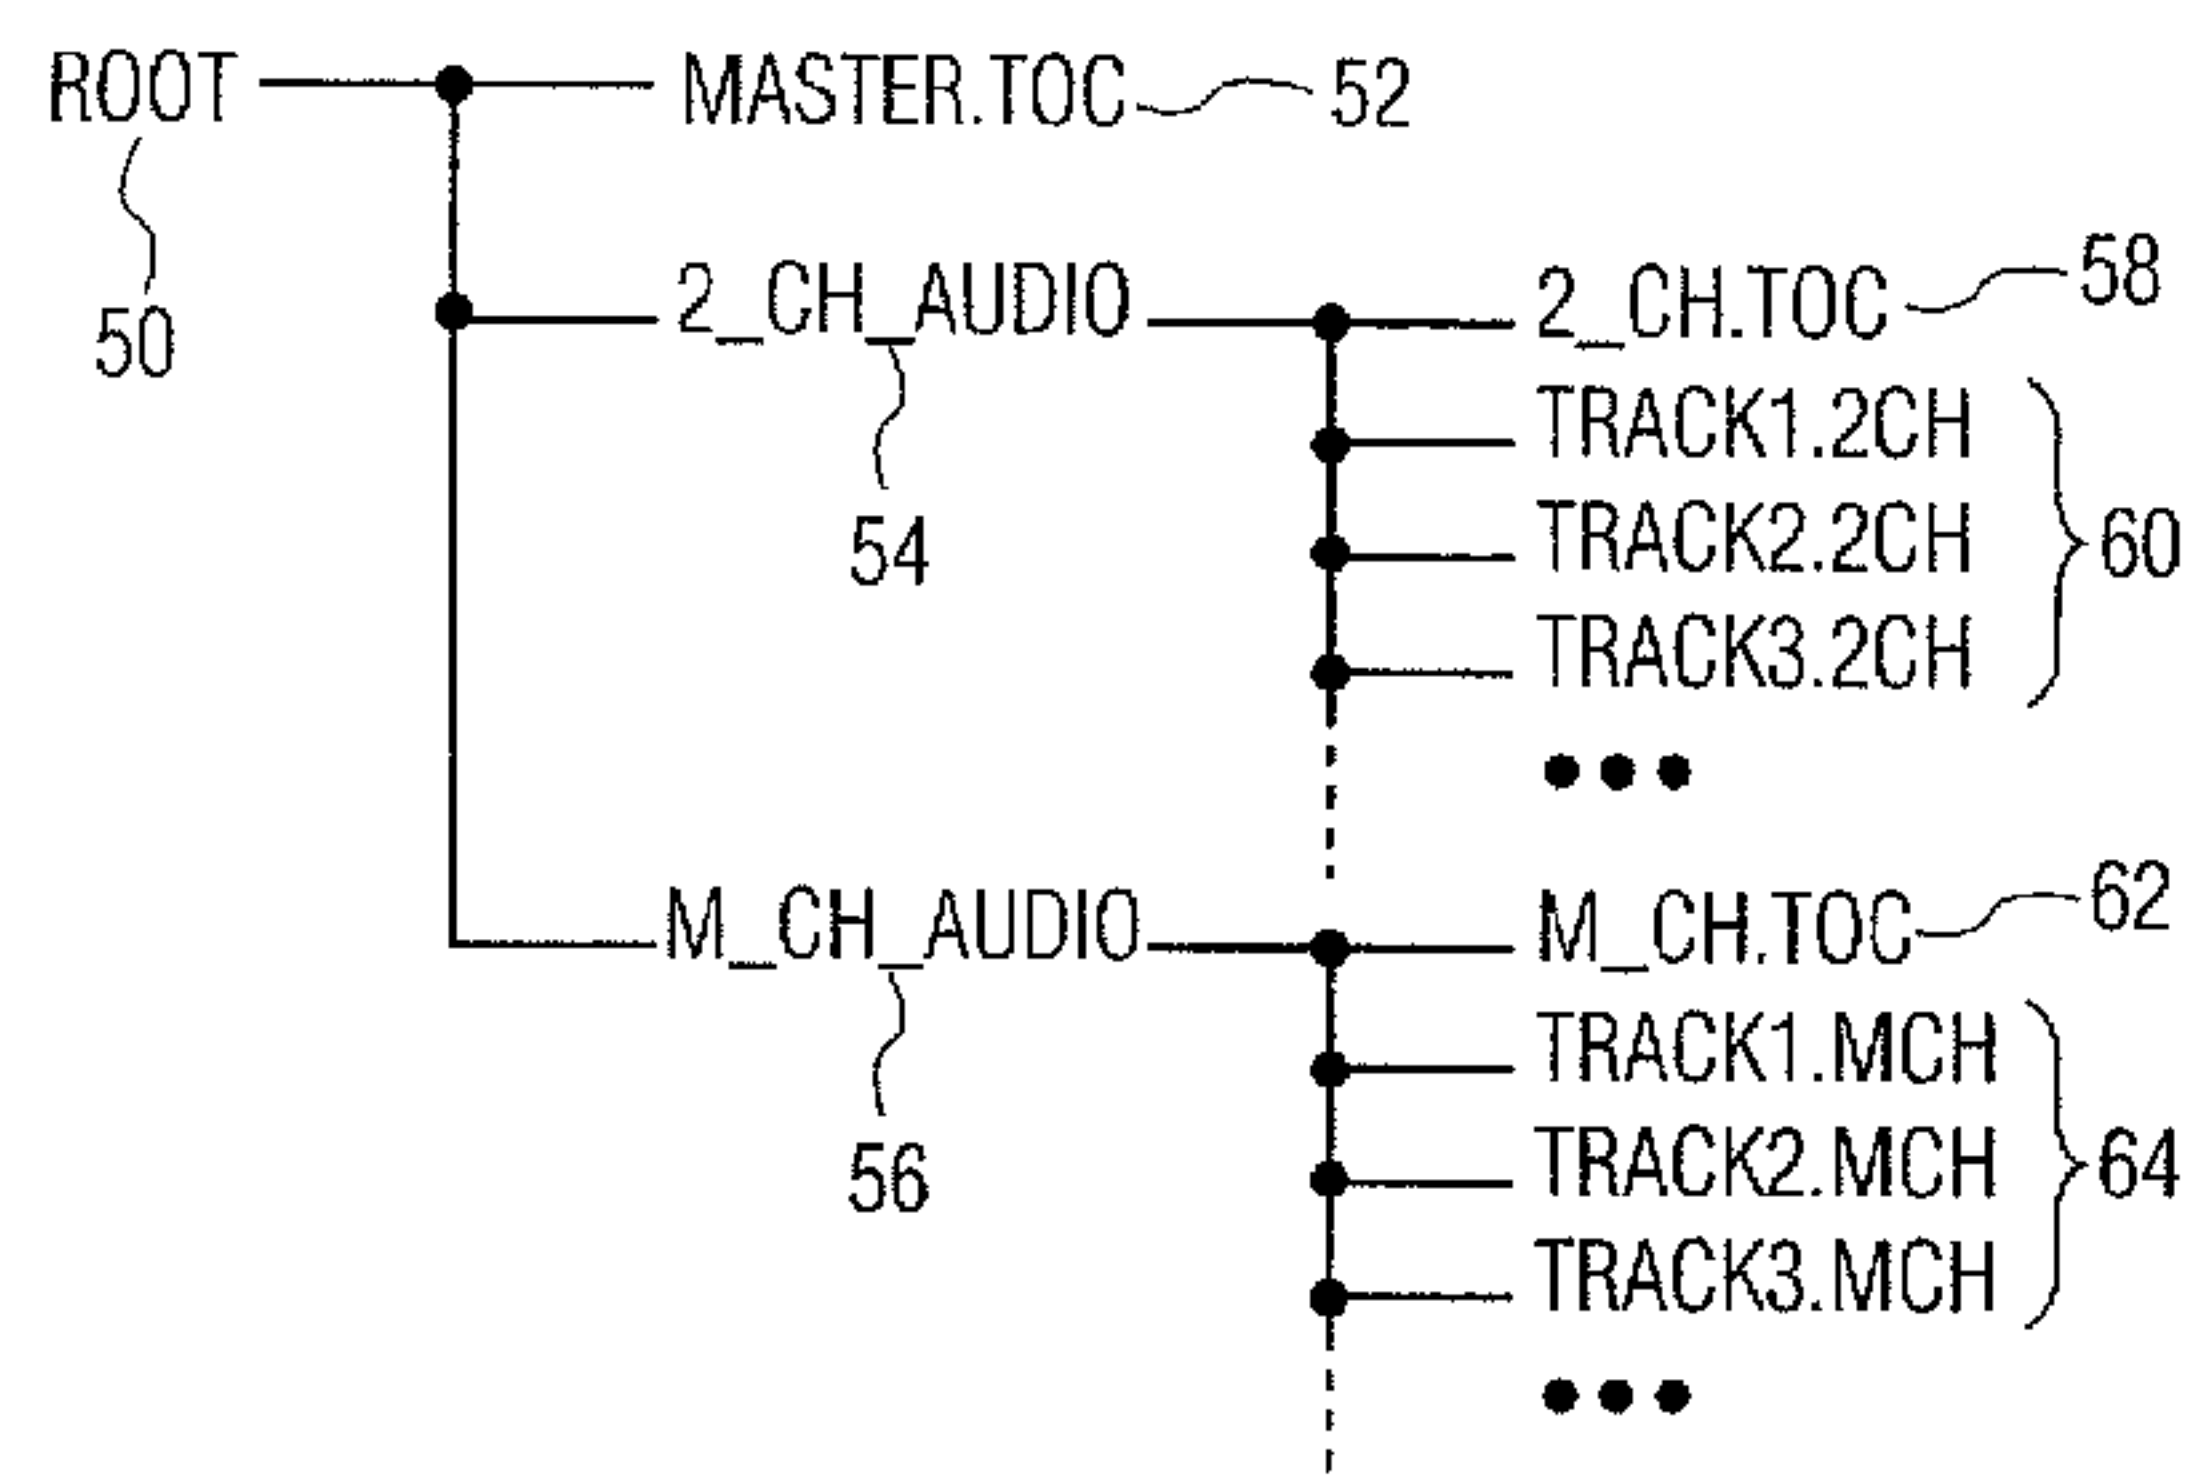 ROOT MASTER.TOC 52
50
2_CH_AUDIO 2_CH.TOC 58
54
TRACK1.2CH
TRACK2.2CH 60
TRACK3.2CH
M_CH_AUDIO M_CH.TOC 62
56
TRACK1.MCH
TRACK2.MCH 64
TRACK3.MCH